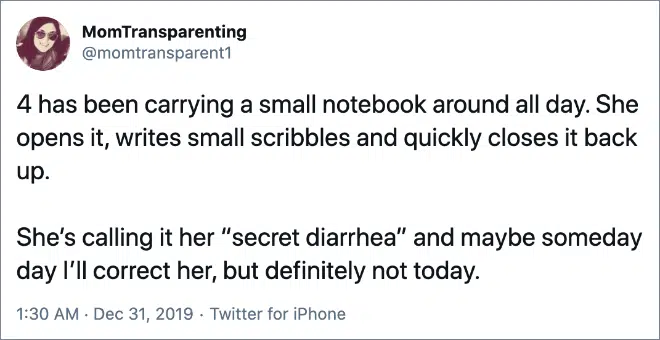 MomTransparenting
@momtransparent1
4 has been carrying a small notebook around all day. She
opens it, writes small scribbles and quickly closes it back
up.
She’s calling it her “secret diarrhea” and maybe someday
day I’ll correct her, but definitely not today.
1:30 AM · Dec 31, 2019 · Twitter for iPhone